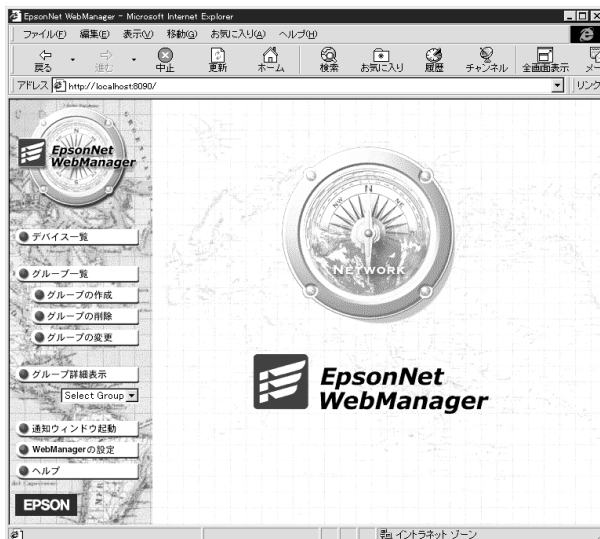 EpsonNet WebManager - Microsoft Internet Explorer
ファイル(F) 編集(E) 表示(V) 移動(G) お気に入り(A) ヘルプ(H)
戻る 進む 中止 更新 ホーム 検索 お気に入り 履歴 チャンネル 全画面表示 メー
アドレス http://localhost:8090/ リンク
EpsonNet
WebManager
デバイス一覧
グループ一覧
グループの作成
グループの削除
グループの変更
グループ詳細表示
Select Group
通知ウィンドウ起動
WebManagerの設定
ヘルプ
EPSON
N
NW
NE
NETWORK
EpsonNet
WebManager
イントラネット ゾーン